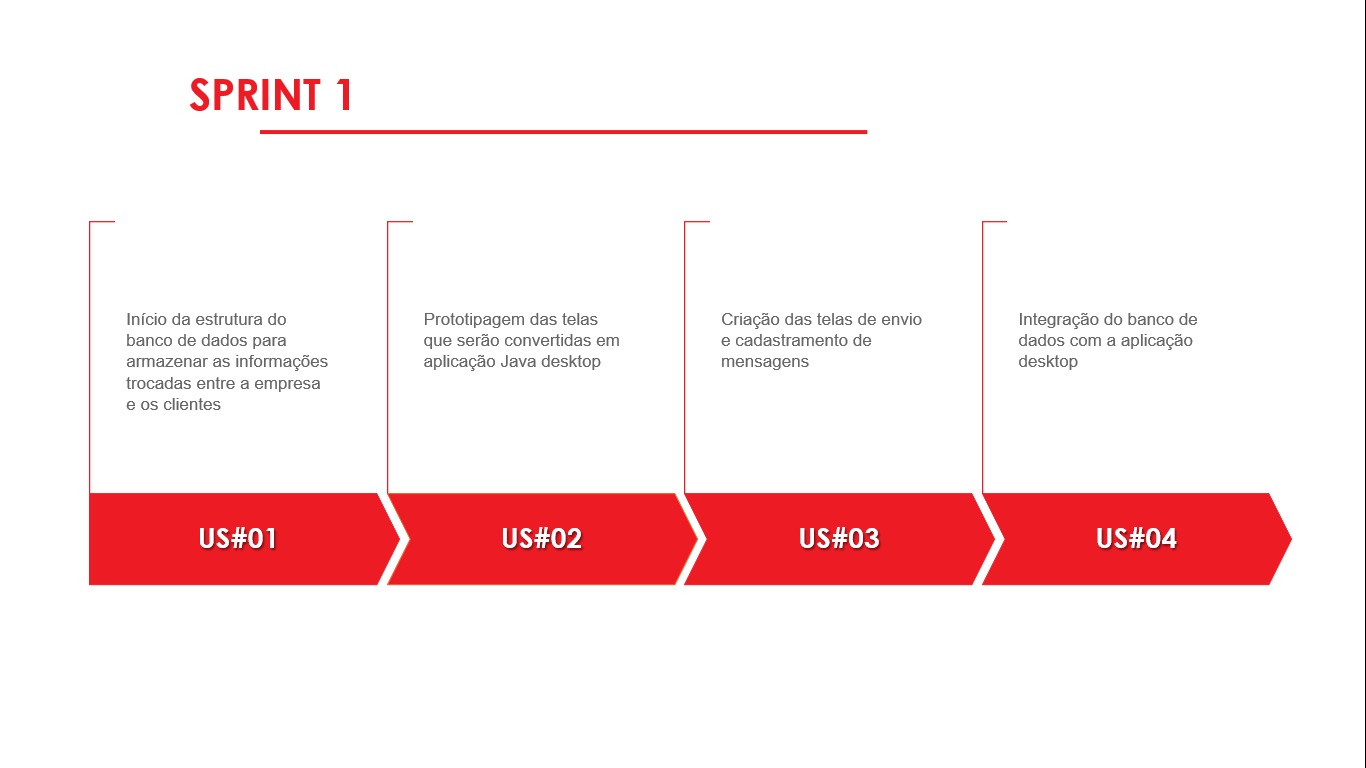 SPRINT 1
Início da estrutura do
banco de dados para
armazenar as informações
trocadas entre a empresa
e os clientes
Prototipagem das telas
que serão convertidas em
aplicação Java desktop
Criação das telas de envio
e cadastramento de
mensagens
Integração do banco de
dados com a aplicação
desktop
US#01
US#02
US#03
US#04